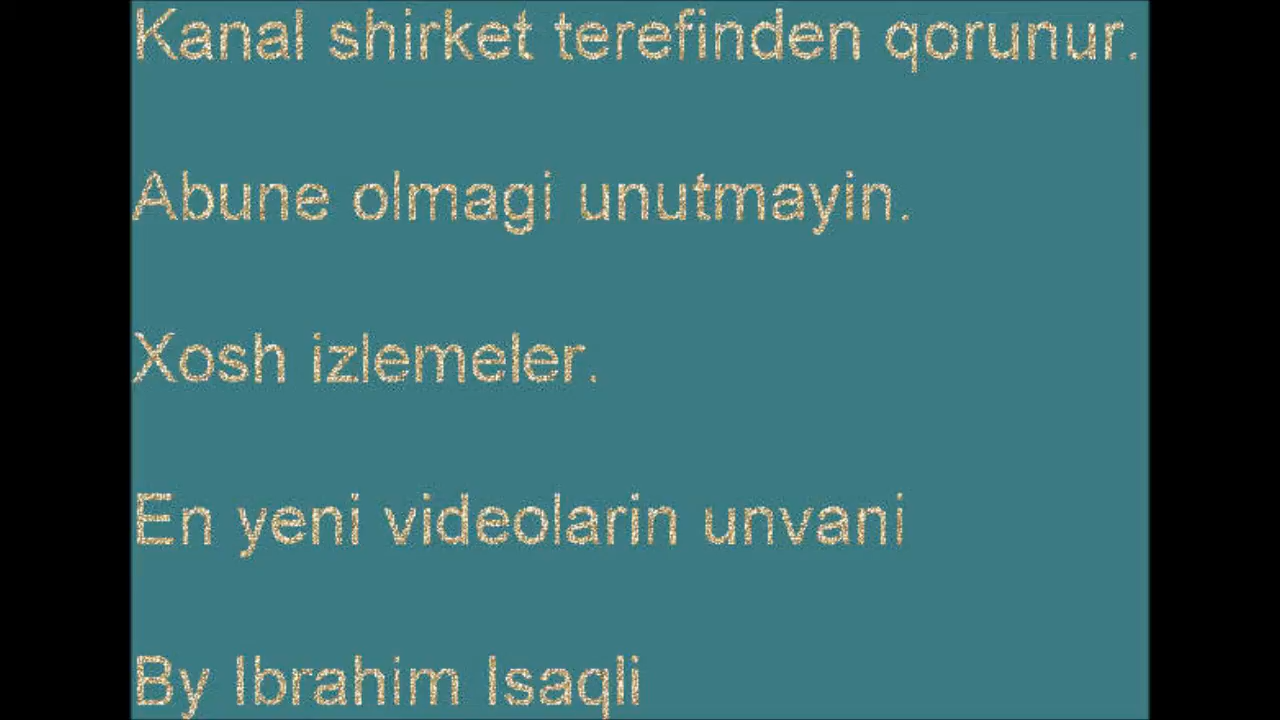 Kanal shirket terefinden qorunur.
Abune olmagi unutmayin.
Xosh izlemeler.
En yeni videolarin unvani
By Ibrahim Isaqli